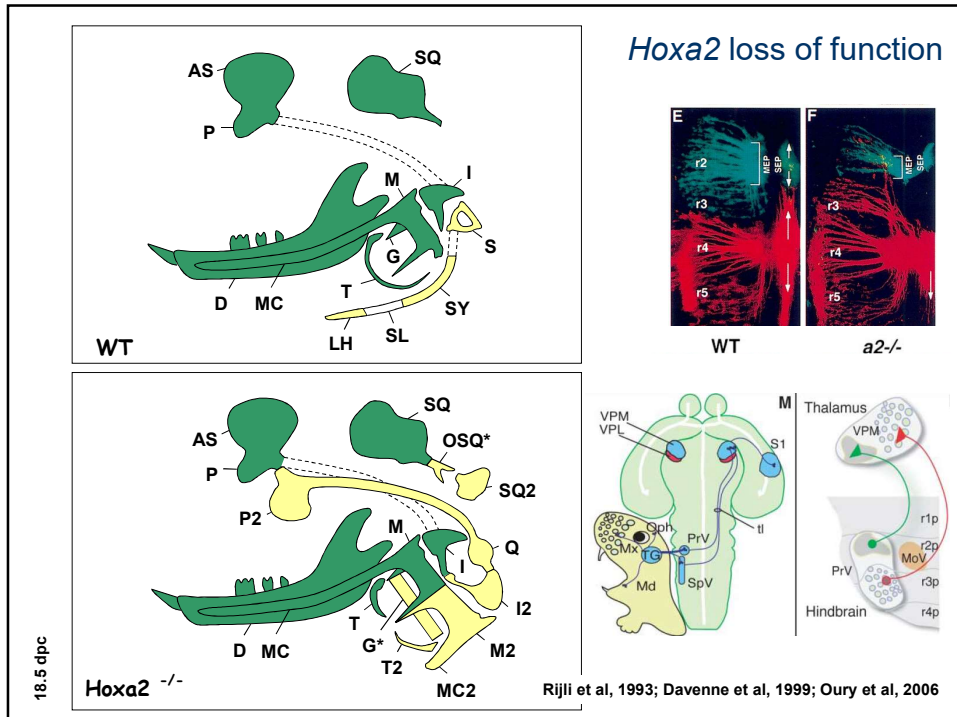 Hoxa2 loss of function
AS
SQ
P
M
I
G
S
T
D
MC
SY
SL
LH
WT
E
F
r2
MEP
SEP
MEP
SEP
r3
r3
r4
r4
r5
r5
WT
a2-/-
AS
SQ
OSQ*
P
SQ2
P2
M
Q
I
I2
T
G*
T2
M2
D
MC
MC2
Hoxa2 -/-
18.5 dpc
M
VPM
VPL
S1
tl
Oph
Mx
TG
PrV
Md
SpV
Thalamus
VPM
r1p
r2p
MoV
PrV
r3p
r4p
Hindbrain
Rijli et al, 1993; Davenne et al, 1999; Oury et al, 2006